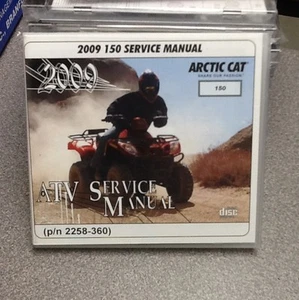 2009 150 SERVICE MANUAL
2009
ARCTIC CAT
SHARE OUR PASSION
150
ATV SERVICE
MANUAL
disc
(p/n 2258-360)